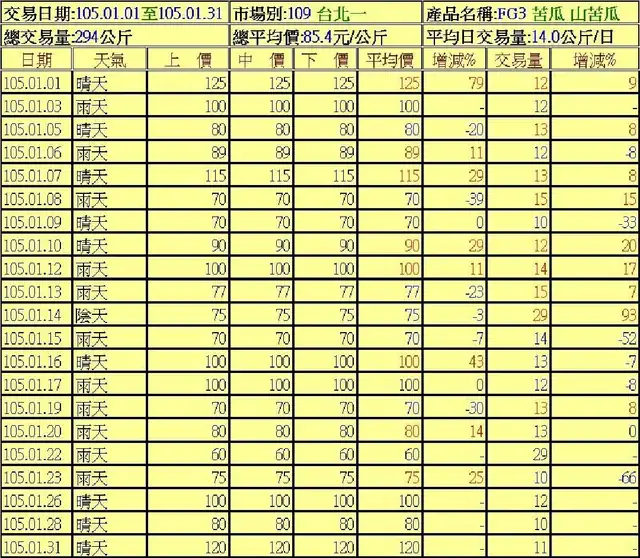 交易日期:105.01.01至105.01.31 市場別:109 台北一 產品名稱:FG3 苦瓜 山苦瓜
總交易量:294公斤 總平均價:85.4元/公斤 平均日交易量:14.0公斤/日
日期 天氣 上價 中價 下價 平均價 增減% 交易量 增減%
105.01.01 晴天 125 125 125 125 79 12 9
105.01.03 雨天 100 100 100 100 - 12 -
105.01.05 晴天 80 80 80 80 -20 13 8
105.01.06 雨天 89 89 89 89 11 12 -8
105.01.07 晴天 115 115 115 115 29 13 8
105.01.08 雨天 70 70 70 70 -39 15 15
105.01.09 晴天 70 70 70 70 0 10 -33
105.01.10 晴天 90 90 90 90 29 12 20
105.01.12 雨天 100 100 100 100 11 14 17
105.01.13 雨天 77 77 77 77 -23 15 7
105.01.14 陰天 75 75 75 75 -3 29 93
105.01.15 雨天 70 70 70 70 -7 14 -52
105.01.16 晴天 100 100 100 100 43 13 -7
105.01.17 雨天 100 100 100 100 0 12 -8
105.01.19 雨天 70 70 70 70 -30 13 8
105.01.20 雨天 80 80 80 80 14 13 0
105.01.22 雨天 60 60 60 60 - 29 -
105.01.23 雨天 75 75 75 75 25 10 -66
105.01.26 晴天 100 100 100 100 - 12 -
105.01.28 晴天 80 80 80 80 - 10 -
105.01.31 晴天 120 120 120 120 - 11 -